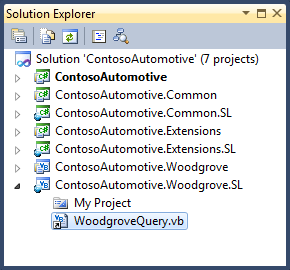 Solution Explorer
Solution 'ContosoAutomotive' (7 projects)
ContosoAutomotive
ContosoAutomotive.Common
ContosoAutomotive.Common.SL
ContosoAutomotive.Extensions
ContosoAutomotive.Extensions.SL
ContosoAutomotive.Woodgrove
ContosoAutomotive.Woodgrove.SL
My Project
WoodgroveQuery.vb